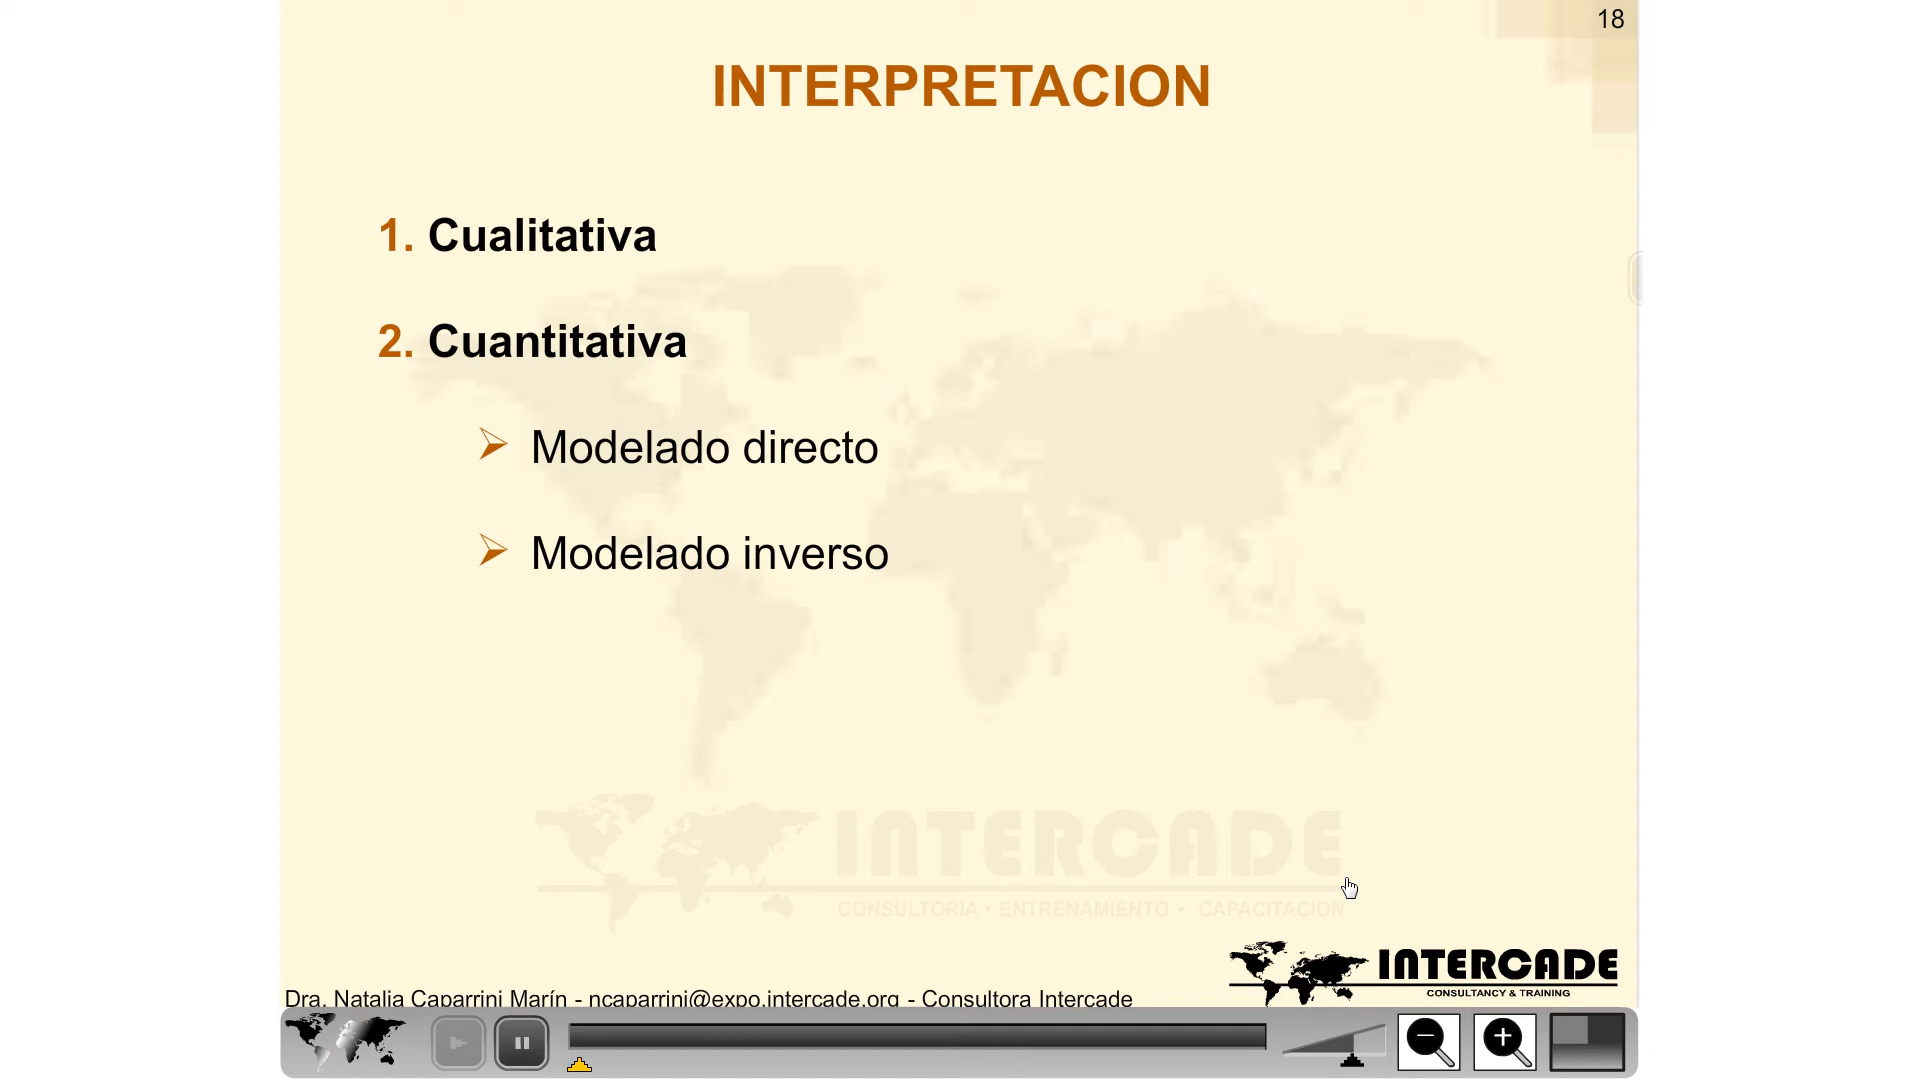 18
INTERPRETACION
1. Cualitativa
2. Cuantitativa
Modelado directo
Modelado inverso
INTERCADE
CONSULTORIA • ENTRENAMIENTO • CAPACITACION
INTERCADE
CONSULTANCY & TRAINING
Dra. Natalia Caparrini Marín - ncaparrini@expo.intercade.org - Consultora Intercade